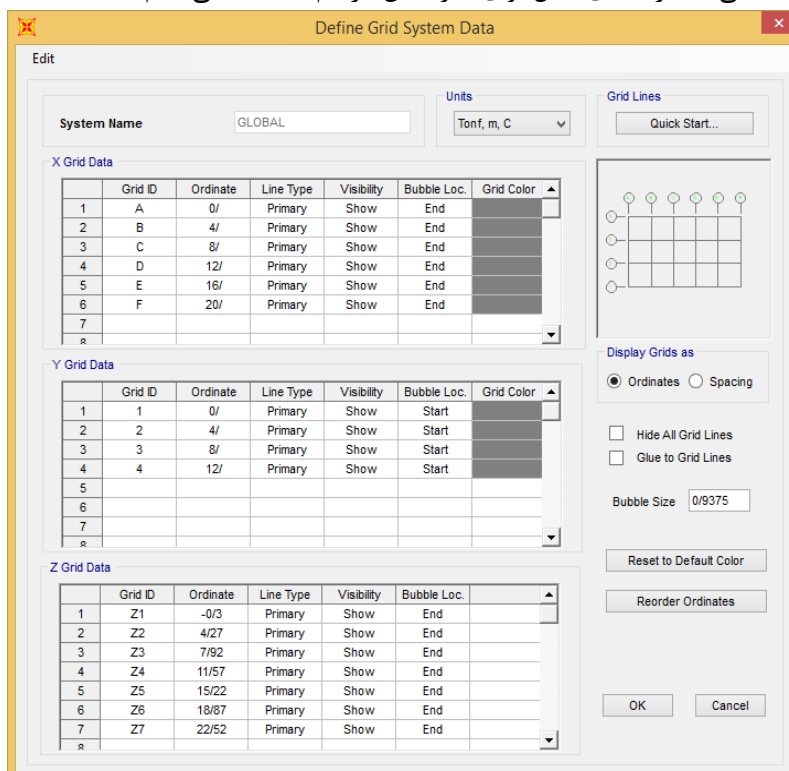 Define Grid System Data
x
Edit
System Name GLOBAL
Units
Tonf, m, C
Grid Lines
Quick Start...
X Grid Data
Grid ID Ordinate Line Type Visibility Bubble Loc. Grid Color
1 A 0/ Primary Show End
2 B 4/ Primary Show End
3 C 8/ Primary Show End
4 D 12/ Primary Show End
5 E 16/ Primary Show End
6 F 20/ Primary Show End
7
8
Y Grid Data
Grid ID Ordinate Line Type Visibility Bubble Loc. Grid Color
1 1 0/ Primary Show Start
2 2 4/ Primary Show Start
3 3 8/ Primary Show Start
4 4 12/ Primary Show Start
5
6
7
8
Z Grid Data
Grid ID Ordinate Line Type Visibility Bubble Loc.
1 Z1 -0/3 Primary Show End
2 Z2 4/27 Primary Show End
3 Z3 7/92 Primary Show End
4 Z4 11/57 Primary Show End
5 Z5 15/22 Primary Show End
6 Z6 18/87 Primary Show End
7 Z7 22/52 Primary Show End
8
Display Grids as
Ordinates Spacing
Hide All Grid Lines
Glue to Grid Lines
Bubble Size 0/9375
Reset to Default Color
Reorder Ordinates
OK Cancel